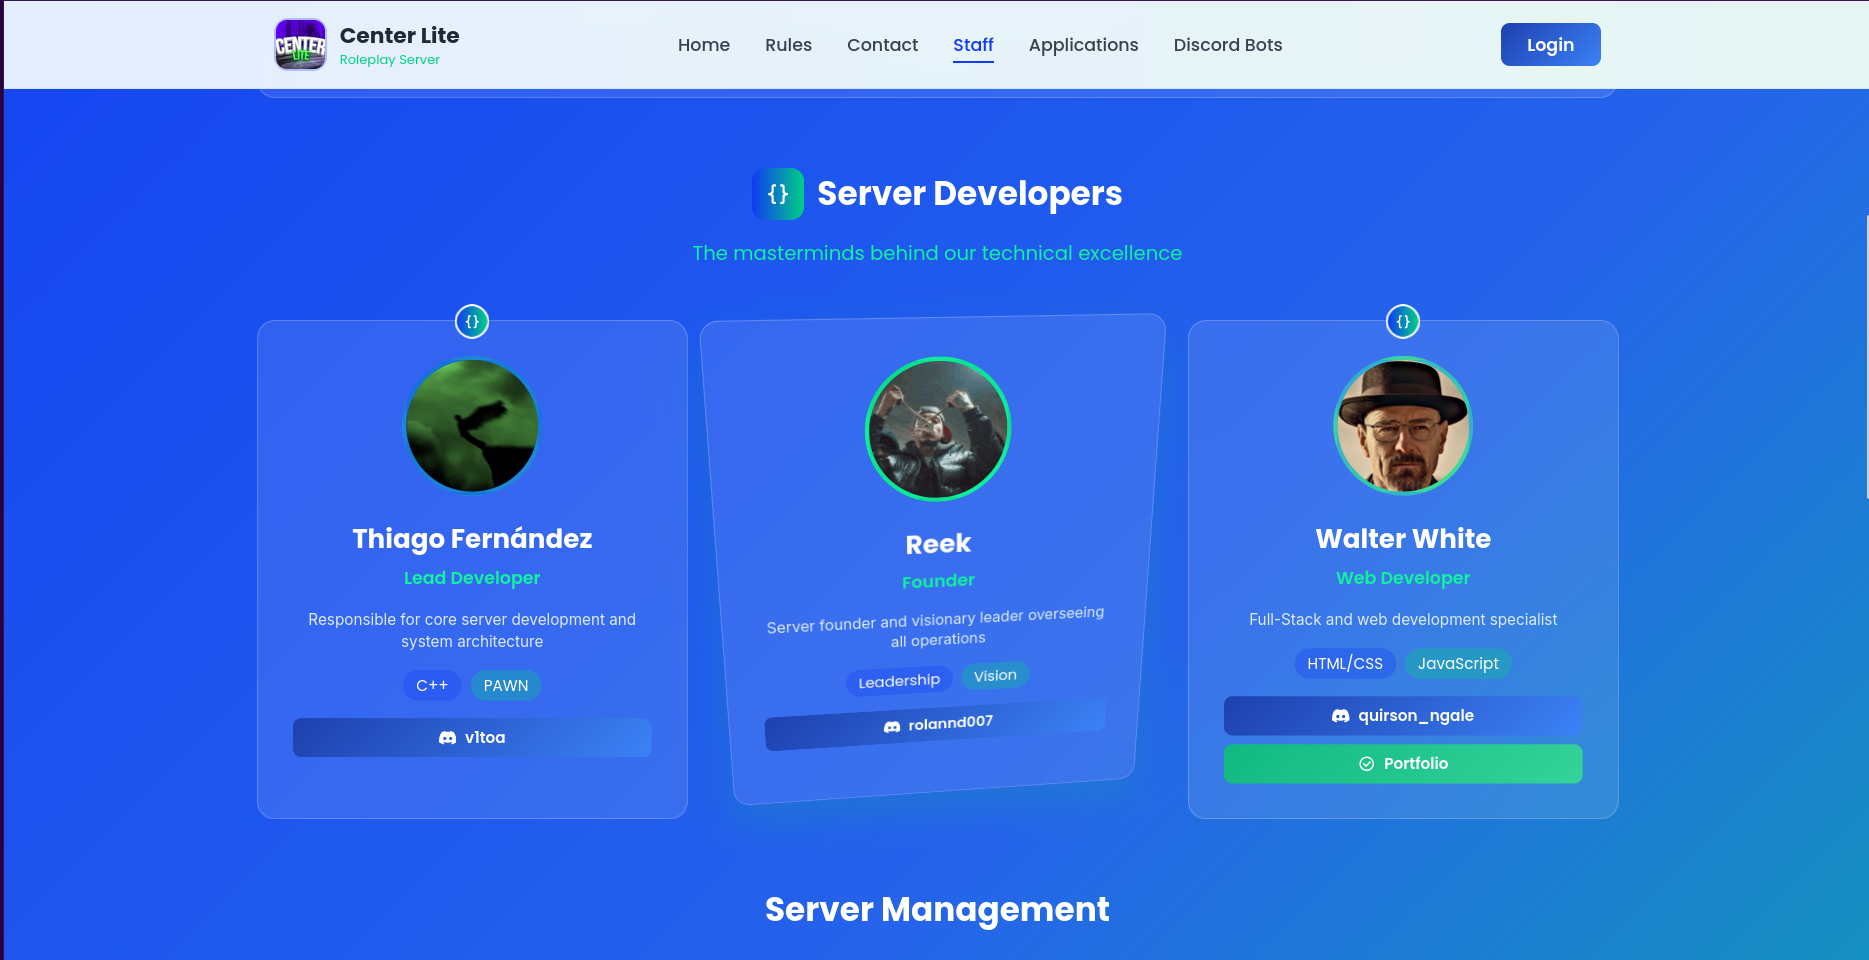 CENTER
LITE
Center Lite
Roleplay Server
Home
Rules
Contact
Staff
Applications
Discord Bots
Login
{}
Server Developers
The masterminds behind our technical excellence
{}
Thiago Fernández
Lead Developer
Responsible for core server development and
system architecture
C++
PAWN
v1toa
Reek
Founder
Server founder and visionary leader overseeing
all operations
Leadership
Vision
rolannd007
{}
Walter White
Web Developer
Full-Stack and web development specialist
HTML/CSS
JavaScript
quirson_ngale
Portfolio
Server Management